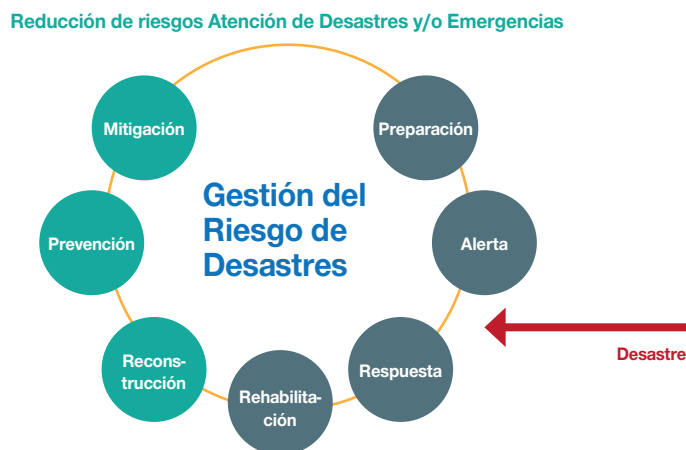 Reducción de riesgos Atención de Desastres y/o Emergencias
Mitigación
Preparación
Gestión del
Riesgo de
Desastres
Prevención
Alerta
Desastre
Recons-
trucción
Respuesta
Rehabilita-
ción